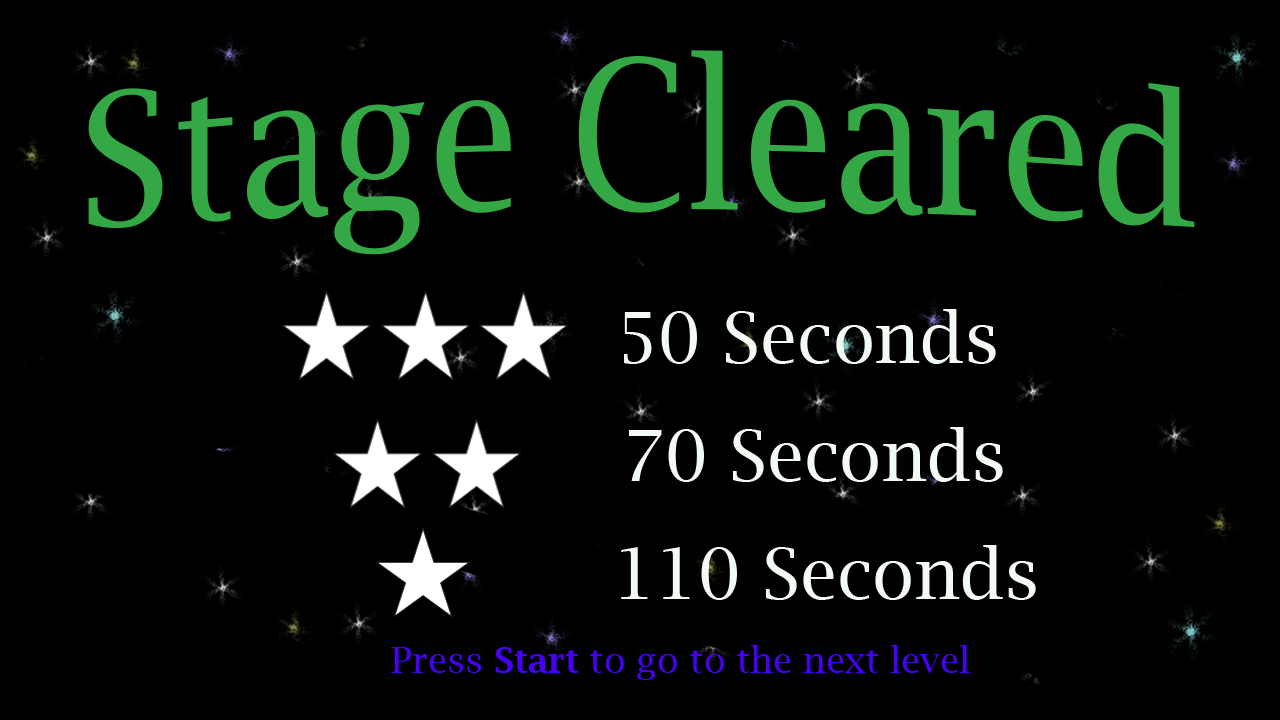 Stage Cleared
50 Seconds
70 Seconds
110 Seconds
Press Start to go to the next level